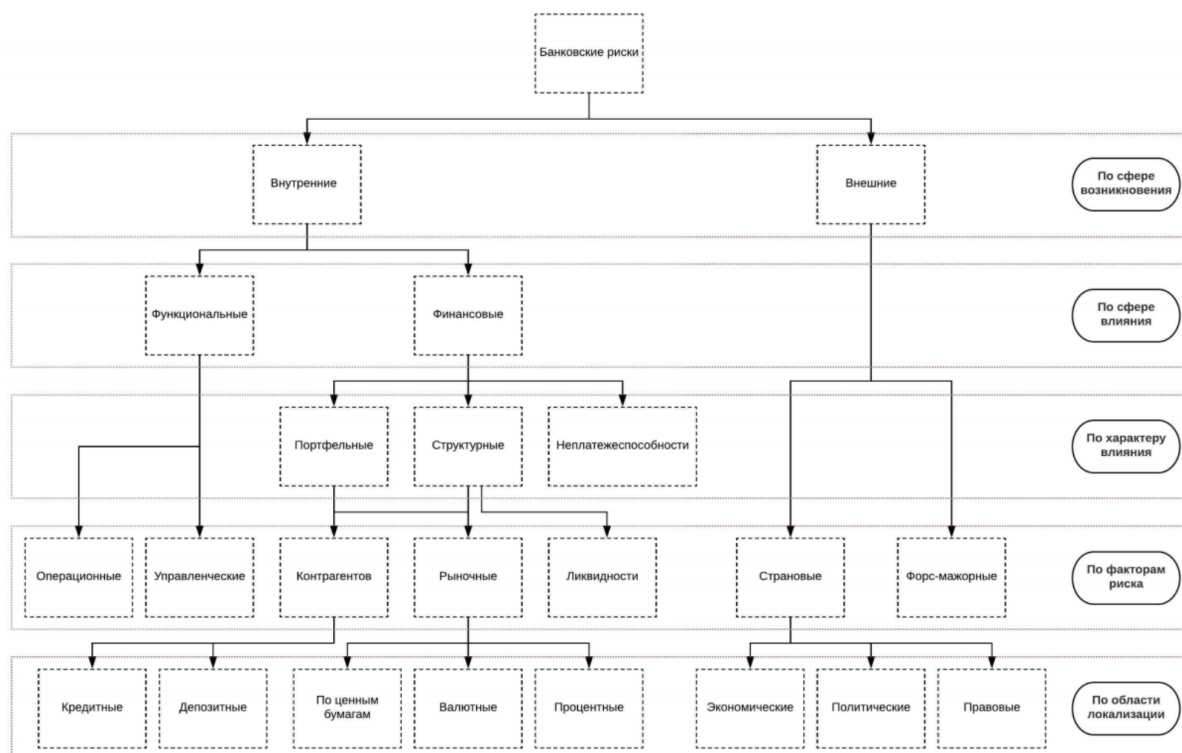 Банковские риски
Внутренние
Внешние
По сфере
возникновения
Функциональные
Финансовые
По сфере
влияния
Портфельные
Структурные
Неплатежеспособности
По характеру
влияния
Операционные
Управленческие
Контрагентов
Рыночные
Ликвидности
Страновые
Форс-мажорные
По факторам
риска
Кредитные
Депозитные
По ценным
бумагам
Валютные
Процентные
Экономические
Политические
Правовые
По области
локализации